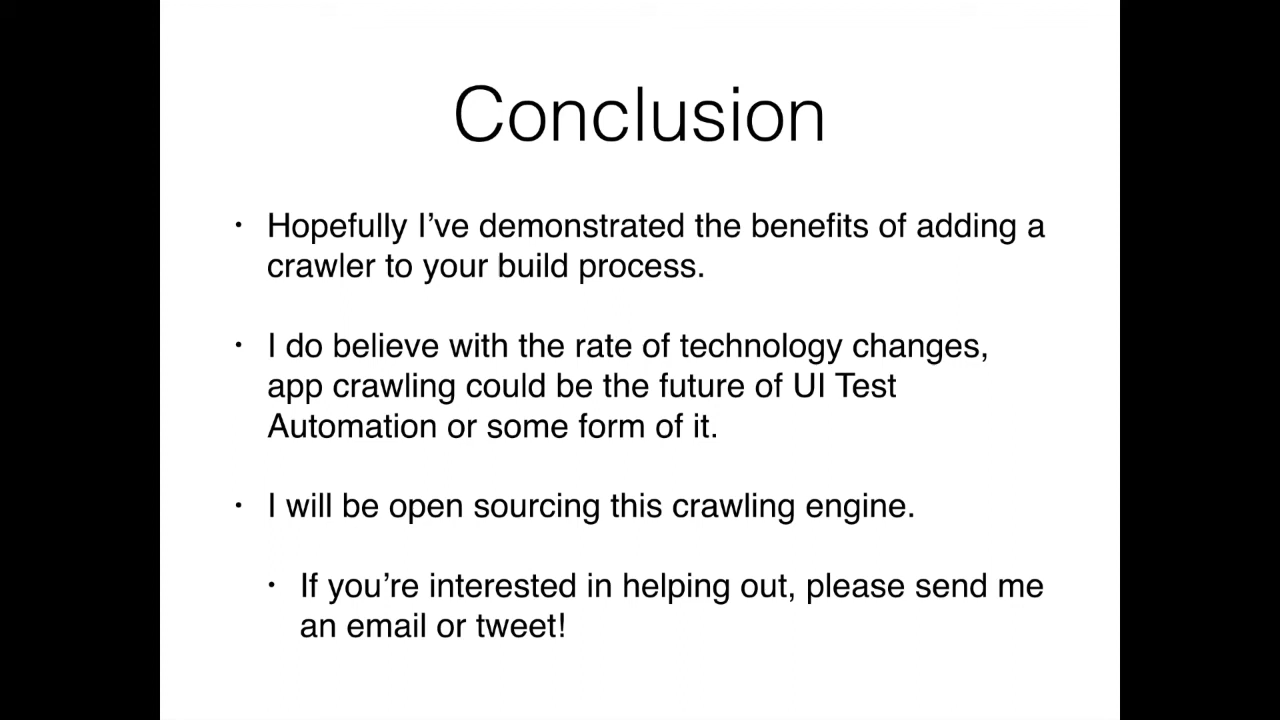 Conclusion
• Hopefully I’ve demonstrated the benefits of adding a
crawler to your build process.
• I do believe with the rate of technology changes,
app crawling could be the future of UI Test
Automation or some form of it.
• I will be open sourcing this crawling engine.
• If you’re interested in helping out, please send me
an email or tweet!